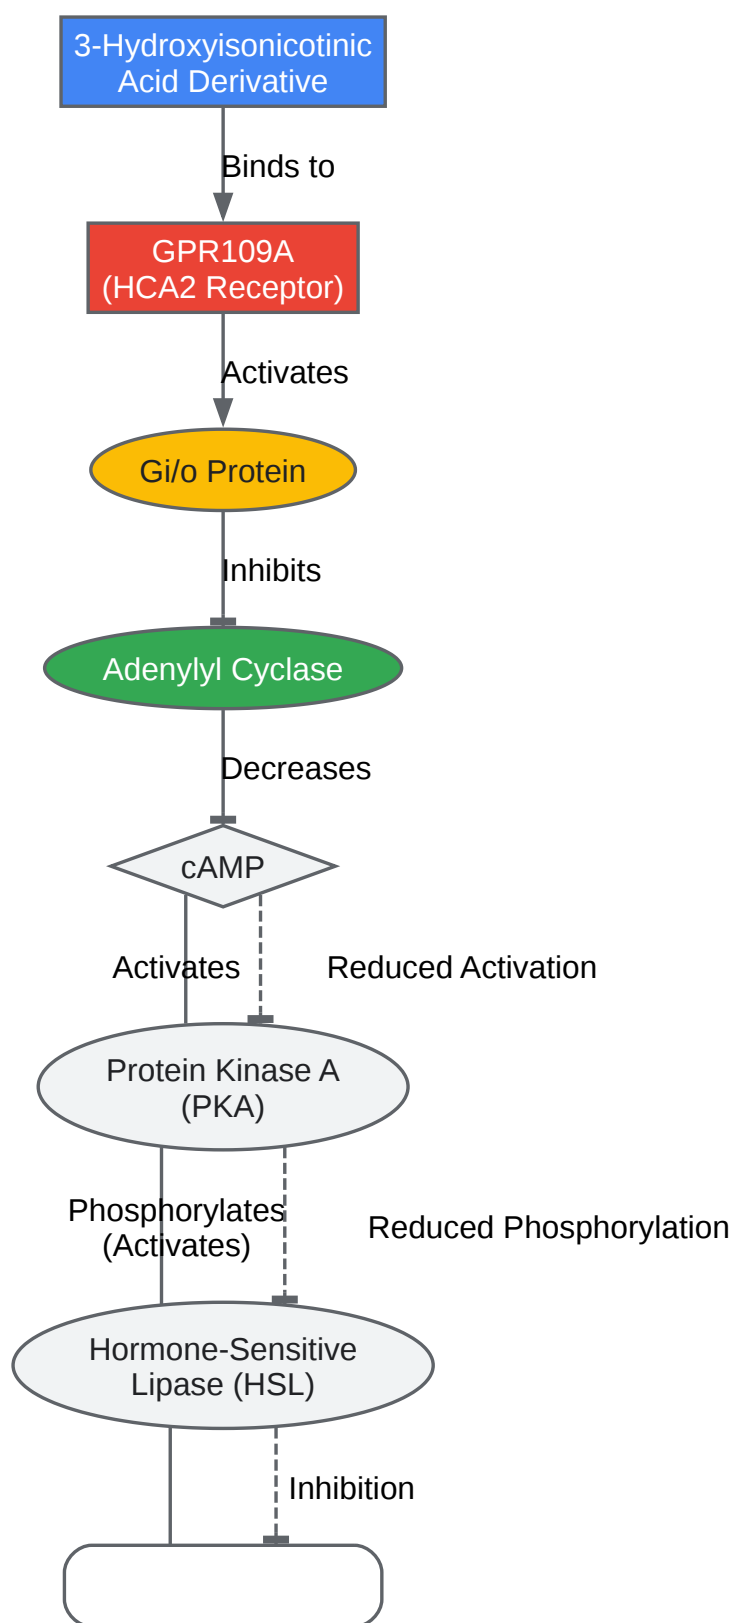 3-Hydroxyisonicotinic
Acid Derivative
Binds to
GPR109A
(HCA2 Receptor)
Activates
Gi/o Protein
Inhibits
Adenylyl Cyclase
Decreases
cAMP
Activates
Reduced Activation
Protein Kinase A
(PKA)
Phosphorylates
(Activates)
Reduced Phosphorylation
Hormone-Sensitive
Lipase (HSL)
Inhibition